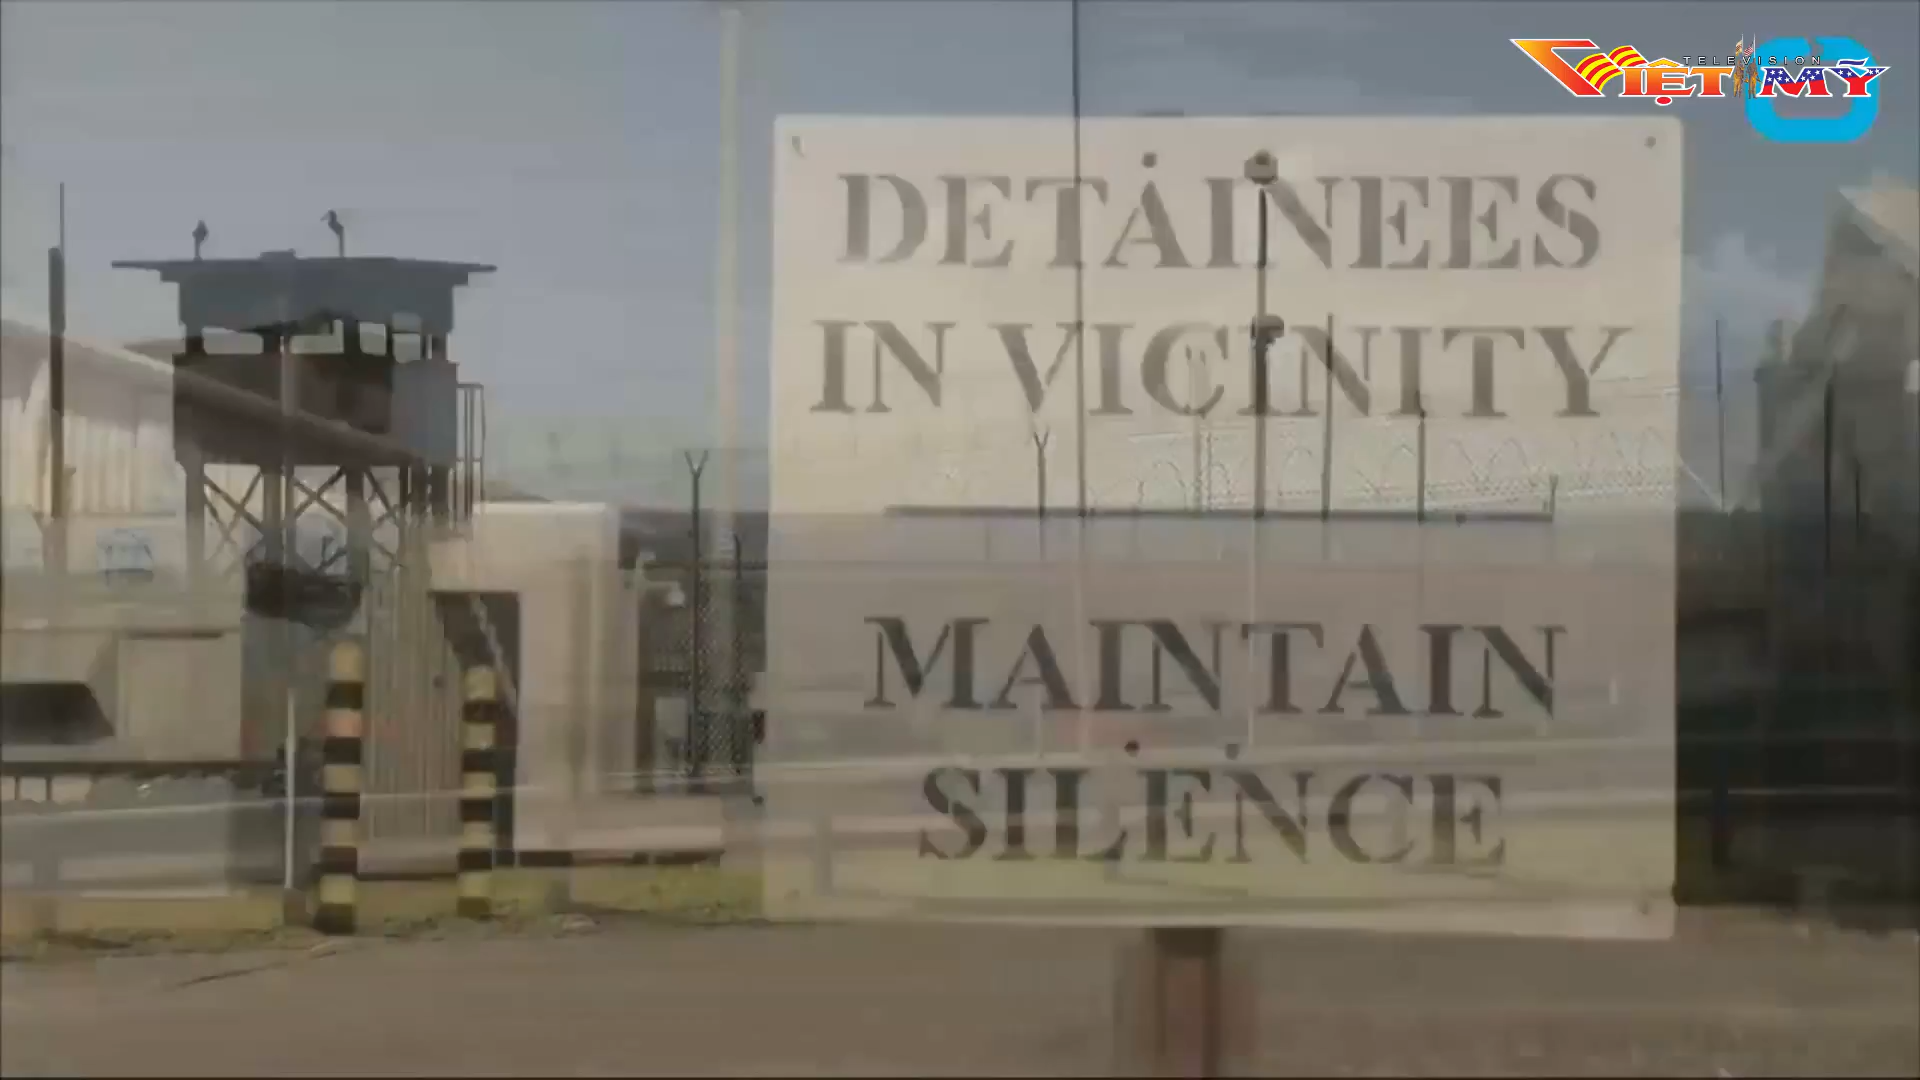 TELEVISION
VIỆT MỸ
DETAINEES
IN VICINITY
MAINTAIN
SILENCE